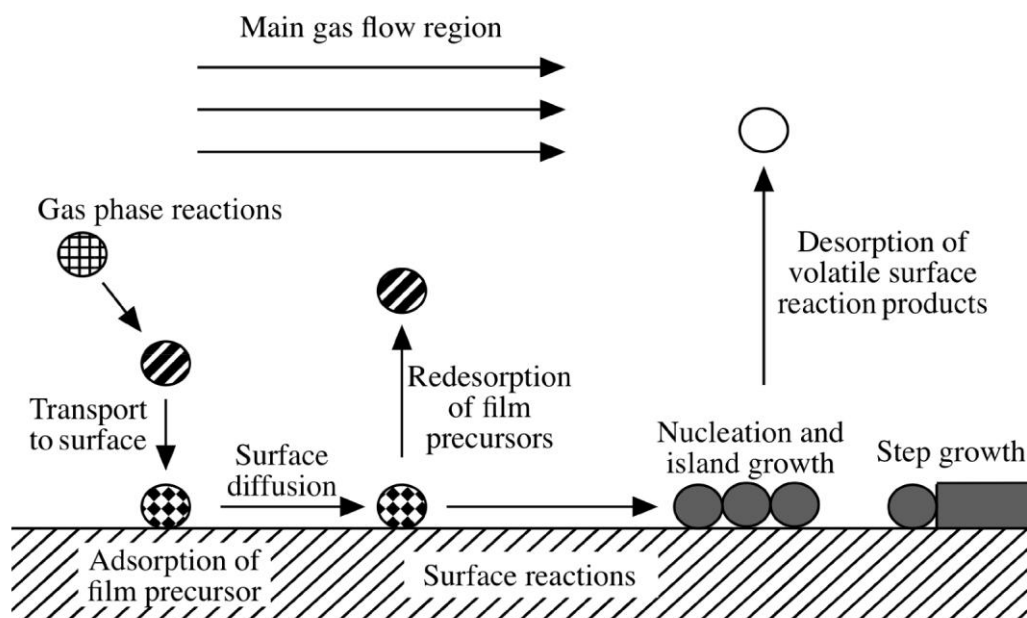 Main gas flow region
Gas phase reactions
Transport
to surface
Surface
diffusion
Redesorption
of film
precursors
Desorption of
volatile surface
reaction products
Nucleation and
island growth
Step growth
Adsorption of
film precursor
Surface reactions